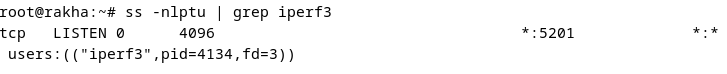 root@rakha:~# ss -nlptu | grep iperf3
tcp   LISTEN 0      4096                                     *:5201              *:*
 users:(("iperf3",pid=4134,fd=3))